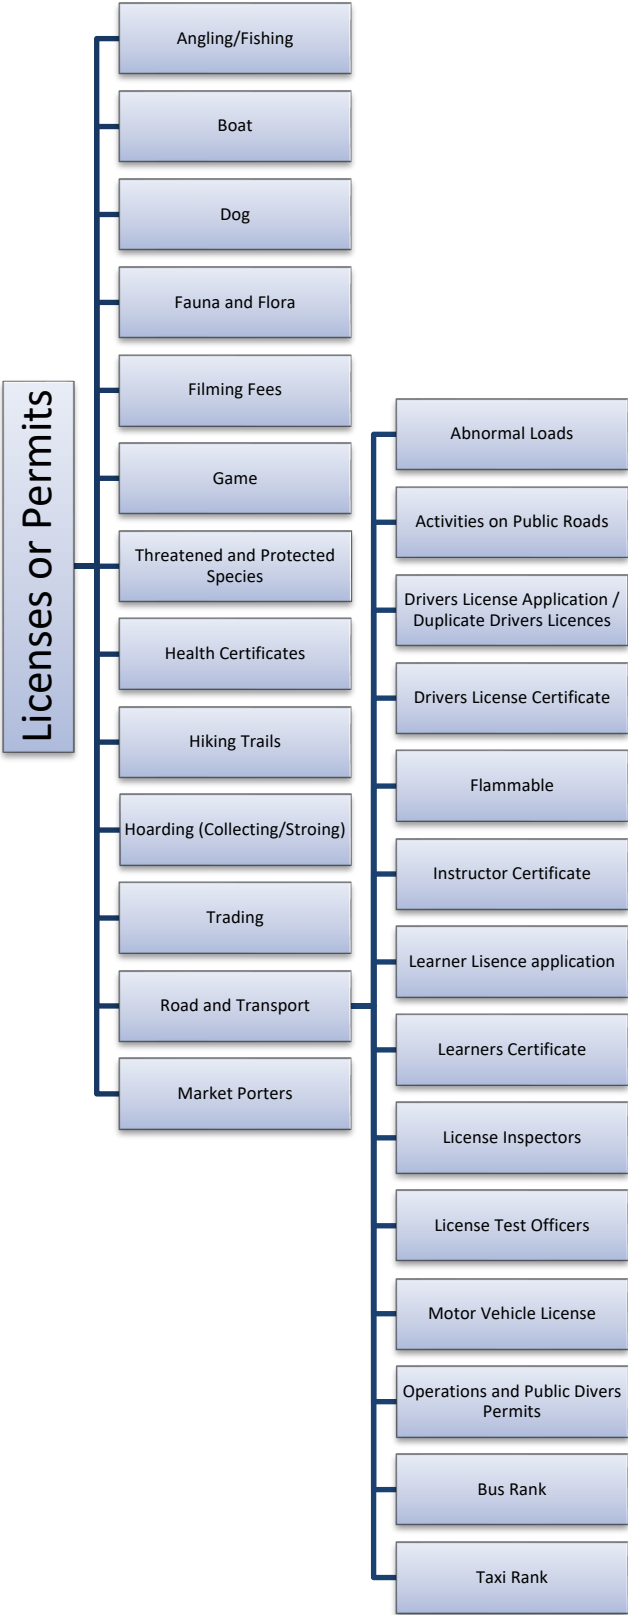 Licenses or Permits
Angling/Fishing
Boat
Dog
Fauna and Flora
Filming Fees
Game
Threatened and Protected
Species
Health Certificates
Hiking Trails
Hoarding (Collecting/Stroing)
Trading
Road and Transport
Market Porters
Abnormal Loads
Activities on Public Roads
Drivers License Application /
Duplicate Drivers Licences
Drivers License Certificate
Flammable
Instructor Certificate
Learner Lisence application
Learners Certificate
License Inspectors
License Test Officers
Motor Vehicle License
Operations and Public Divers
Permits
Bus Rank
Taxi Rank